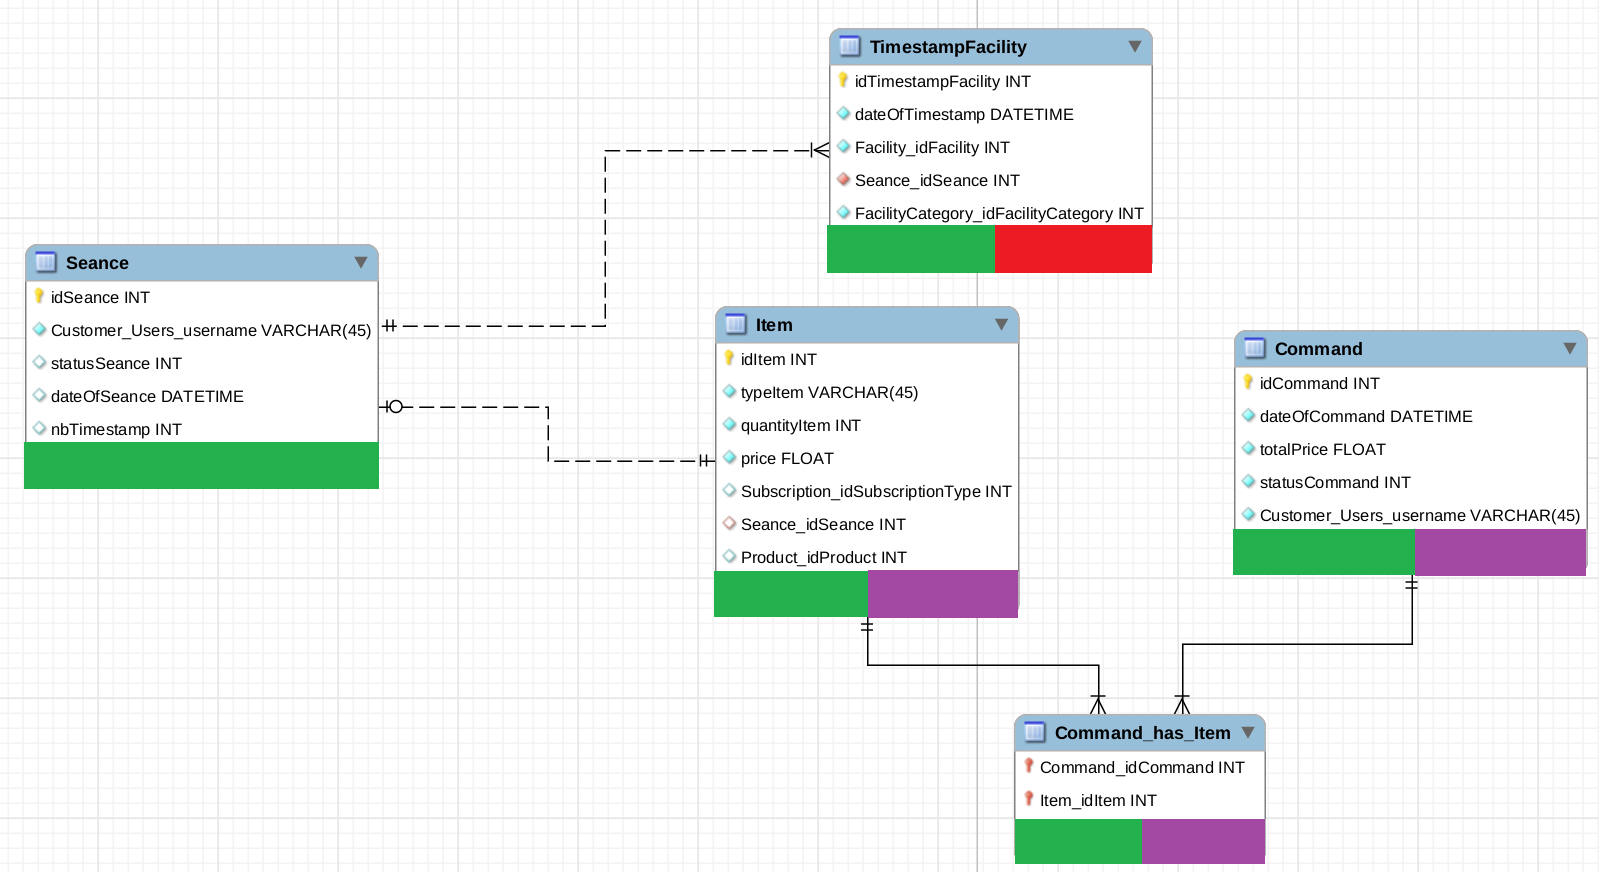 TimestampFacility
idTimestampFacility INT
dateOfTimestamp DATETIME
Facility_idFacility INT
Seance_idSeance INT
FacilityCategory_idFacilityCategory INT
Seance
idSeance INT
Customer_Users_username VARCHAR(45)
statusSeance INT
dateOfSeance DATETIME
nbTimestamp INT
Item
idItem INT
typeItem VARCHAR(45)
quantityItem INT
price FLOAT
Subscription_idSubscriptionType INT
Seance_idSeance INT
Product_idProduct INT
Command
idCommand INT
dateOfCommand DATETIME
totalPrice FLOAT
statusCommand INT
Customer_Users_username VARCHAR(45)
Command_has_Item
Command_idCommand INT
Item_idItem INT